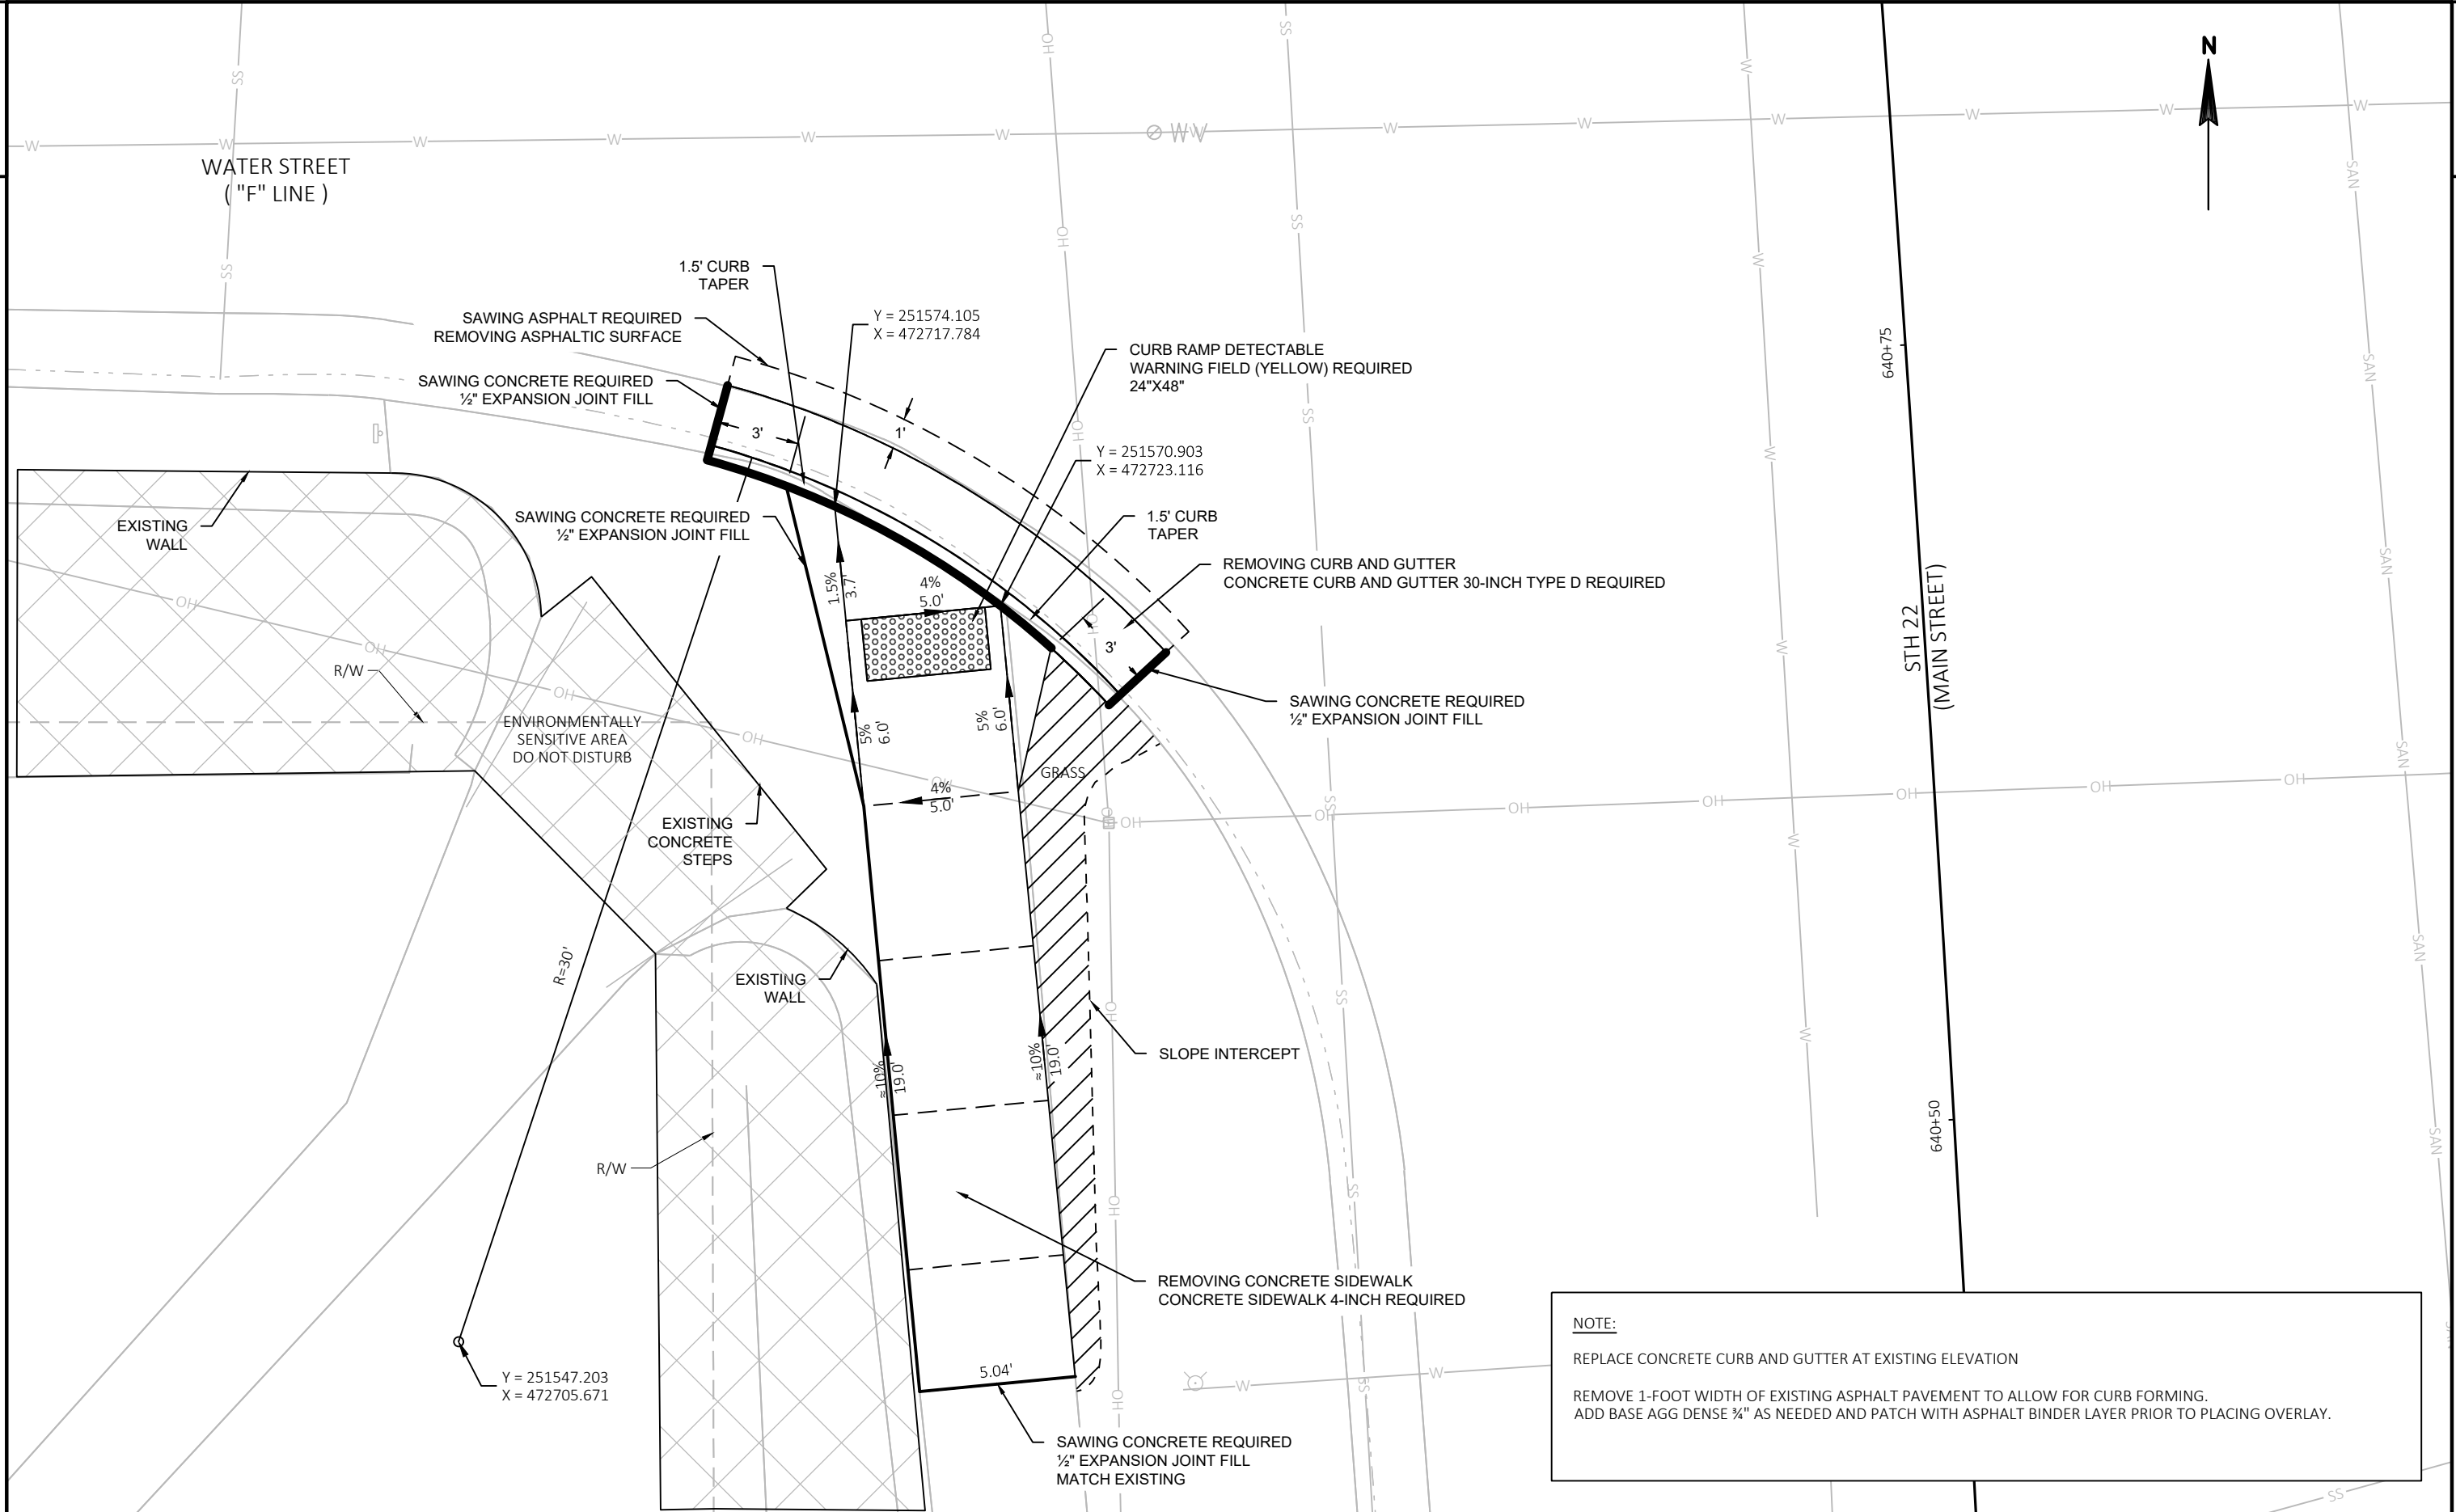 N
WATER STREET
( "F" LINE )
1.5' CURB
TAPER
SAWING ASPHALT REQUIRED
REMOVING ASPHALTIC SURFACE
Y = 251574.105
X = 472717.784
SAWING CONCRETE REQUIRED
½" EXPANSION JOINT FILL
CURB RAMP DETECTABLE
WARNING FIELD (YELLOW) REQUIRED
24"X48"
3'
1'
Y = 251570.903
X = 472723.116
640+75
EXISTING
WALL
SAWING CONCRETE REQUIRED
½" EXPANSION JOINT FILL
1.5' CURB
TAPER
REMOVING CURB AND GUTTER
CONCRETE CURB AND GUTTER 30-INCH TYPE D REQUIRED
1.5%
3.7'
4%
5.0'
3'
STH 22
(MAIN STREET)
R/W
ENVIRONMENTALLY
SENSITIVE AREA
DO NOT DISTURB
5%
6.0'
5%
6.0'
SAWING CONCRETE REQUIRED
½" EXPANSION JOINT FILL
GRASS
4%
5.0'
EXISTING
CONCRETE
STEPS
R=30'
EXISTING
WALL
≈10%
19.0'
≈10%
19.0'
SLOPE INTERCEPT
640+50
R/W
REMOVING CONCRETE SIDEWALK
CONCRETE SIDEWALK 4-INCH REQUIRED
5.04'
Y = 251547.203
X = 472705.671
SAWING CONCRETE REQUIRED
½" EXPANSION JOINT FILL
MATCH EXISTING
NOTE:
REPLACE CONCRETE CURB AND GUTTER AT EXISTING ELEVATION
REMOVE 1-FOOT WIDTH OF EXISTING ASPHALT PAVEMENT TO ALLOW FOR CURB FORMING.
ADD BASE AGG DENSE ¾" AS NEEDED AND PATCH WITH ASPHALT BINDER LAYER PRIOR TO PLACING OVERLAY.
W
WV
SS
OH
SAN